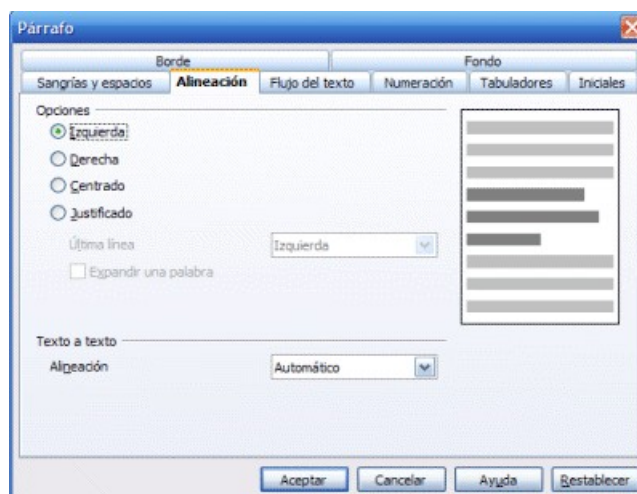 Párrafo
Borde Fondo
Sangrías y espacios Alineación Flujo del texto Numeración Tabuladores Iniciales
Opciones
Izquierda
Derecha
Centrado
Justificado
Última línea Izquierda
Expandir una palabra
Texto a texto
Alineación Automático
Aceptar Cancelar Ayuda Restablecer